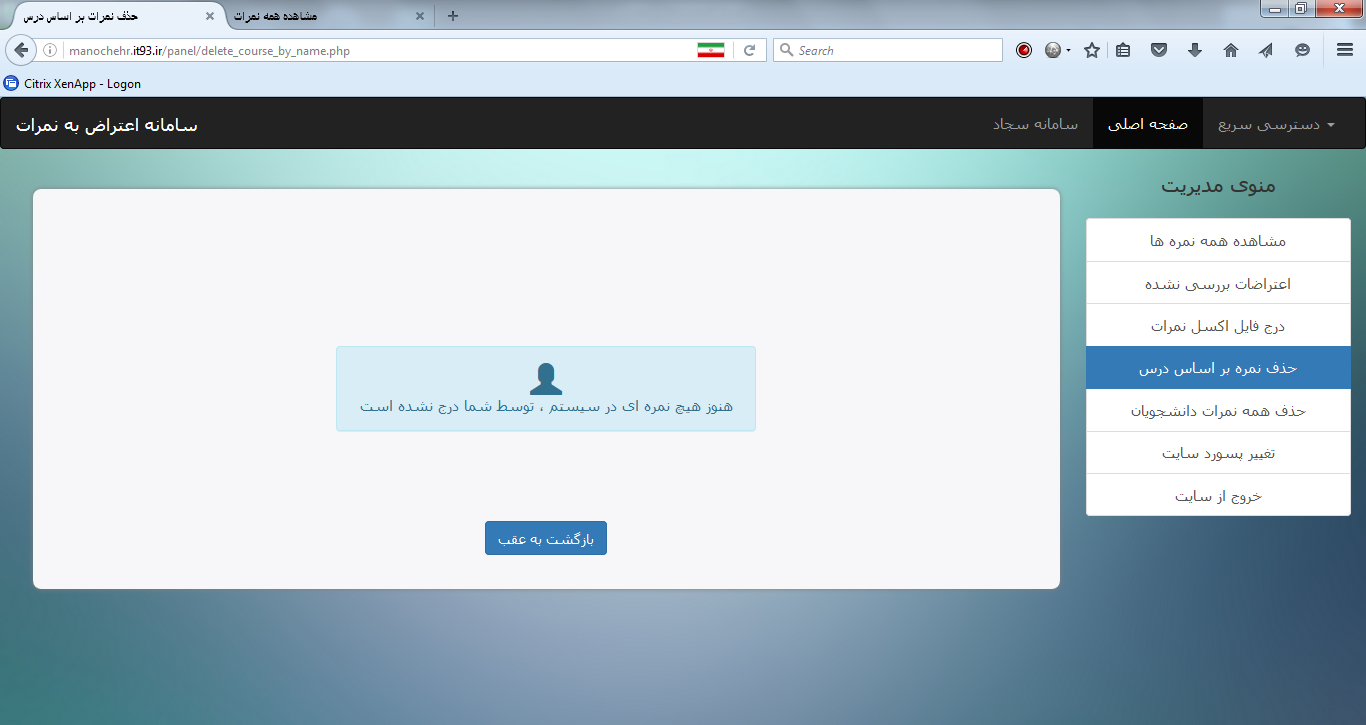 حذف نمرات بر اساس درس
مشاهده همه نمرات
manochehr.it93.ir/panel/delete_course_by_name.php
Search
Citrix XenApp - Logon
دسترسی سریع
صفحه اصلی
سامانه سجاد
سامانه اعتراض به نمرات
منوی مدیریت
مشاهده همه نمره ها
اعتراضات بررسی نشده
درج فایل اکسل نمرات
حذف نمره بر اساس درس
حذف همه نمرات دانشجویان
تغییر پسورد سایت
خروج از سایت
هنوز هیچ نمره ای در سیستم ، توسط شما درج نشده است
بازگشت به عقب